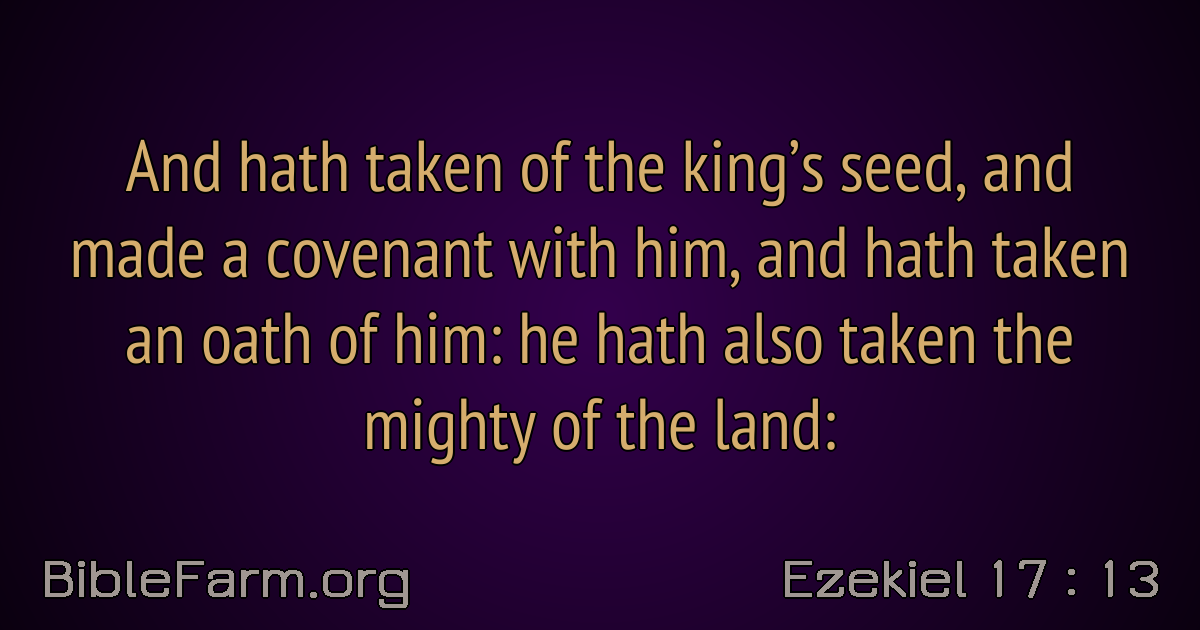 And hath taken of the king’s seed, and
made a covenant with him, and hath taken
an oath of him: he hath also taken the
mighty of the land:
BibleFarm.org
Ezekiel 17 : 13